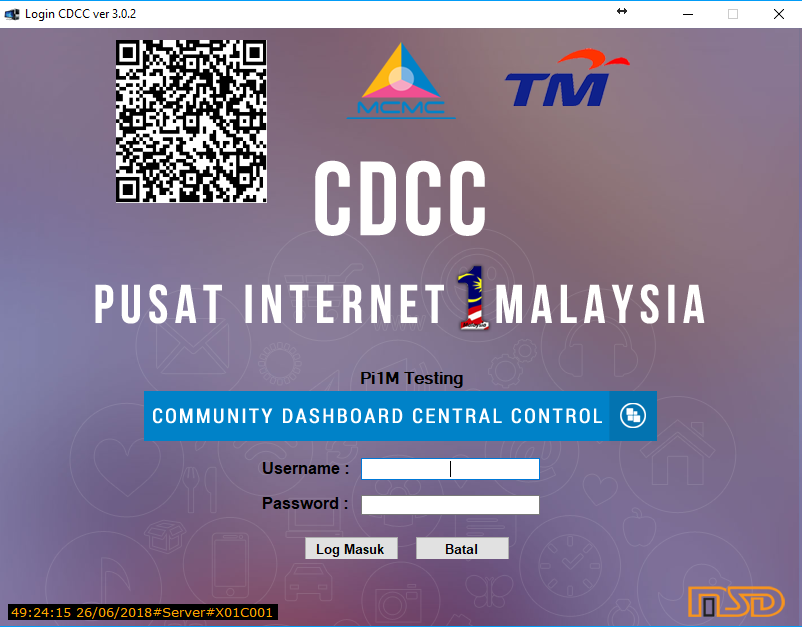 Login CDCC ver 3.0.2
MCMC
TM
CDCC
PUSAT INTERNET 1 MALAYSIA
Pi1M Testing
COMMUNITY DASHBOARD CENTRAL CONTROL
Username :
Password :
Log Masuk
Batal
49:24:15 26/06/2018#Server#X01C001
NSD